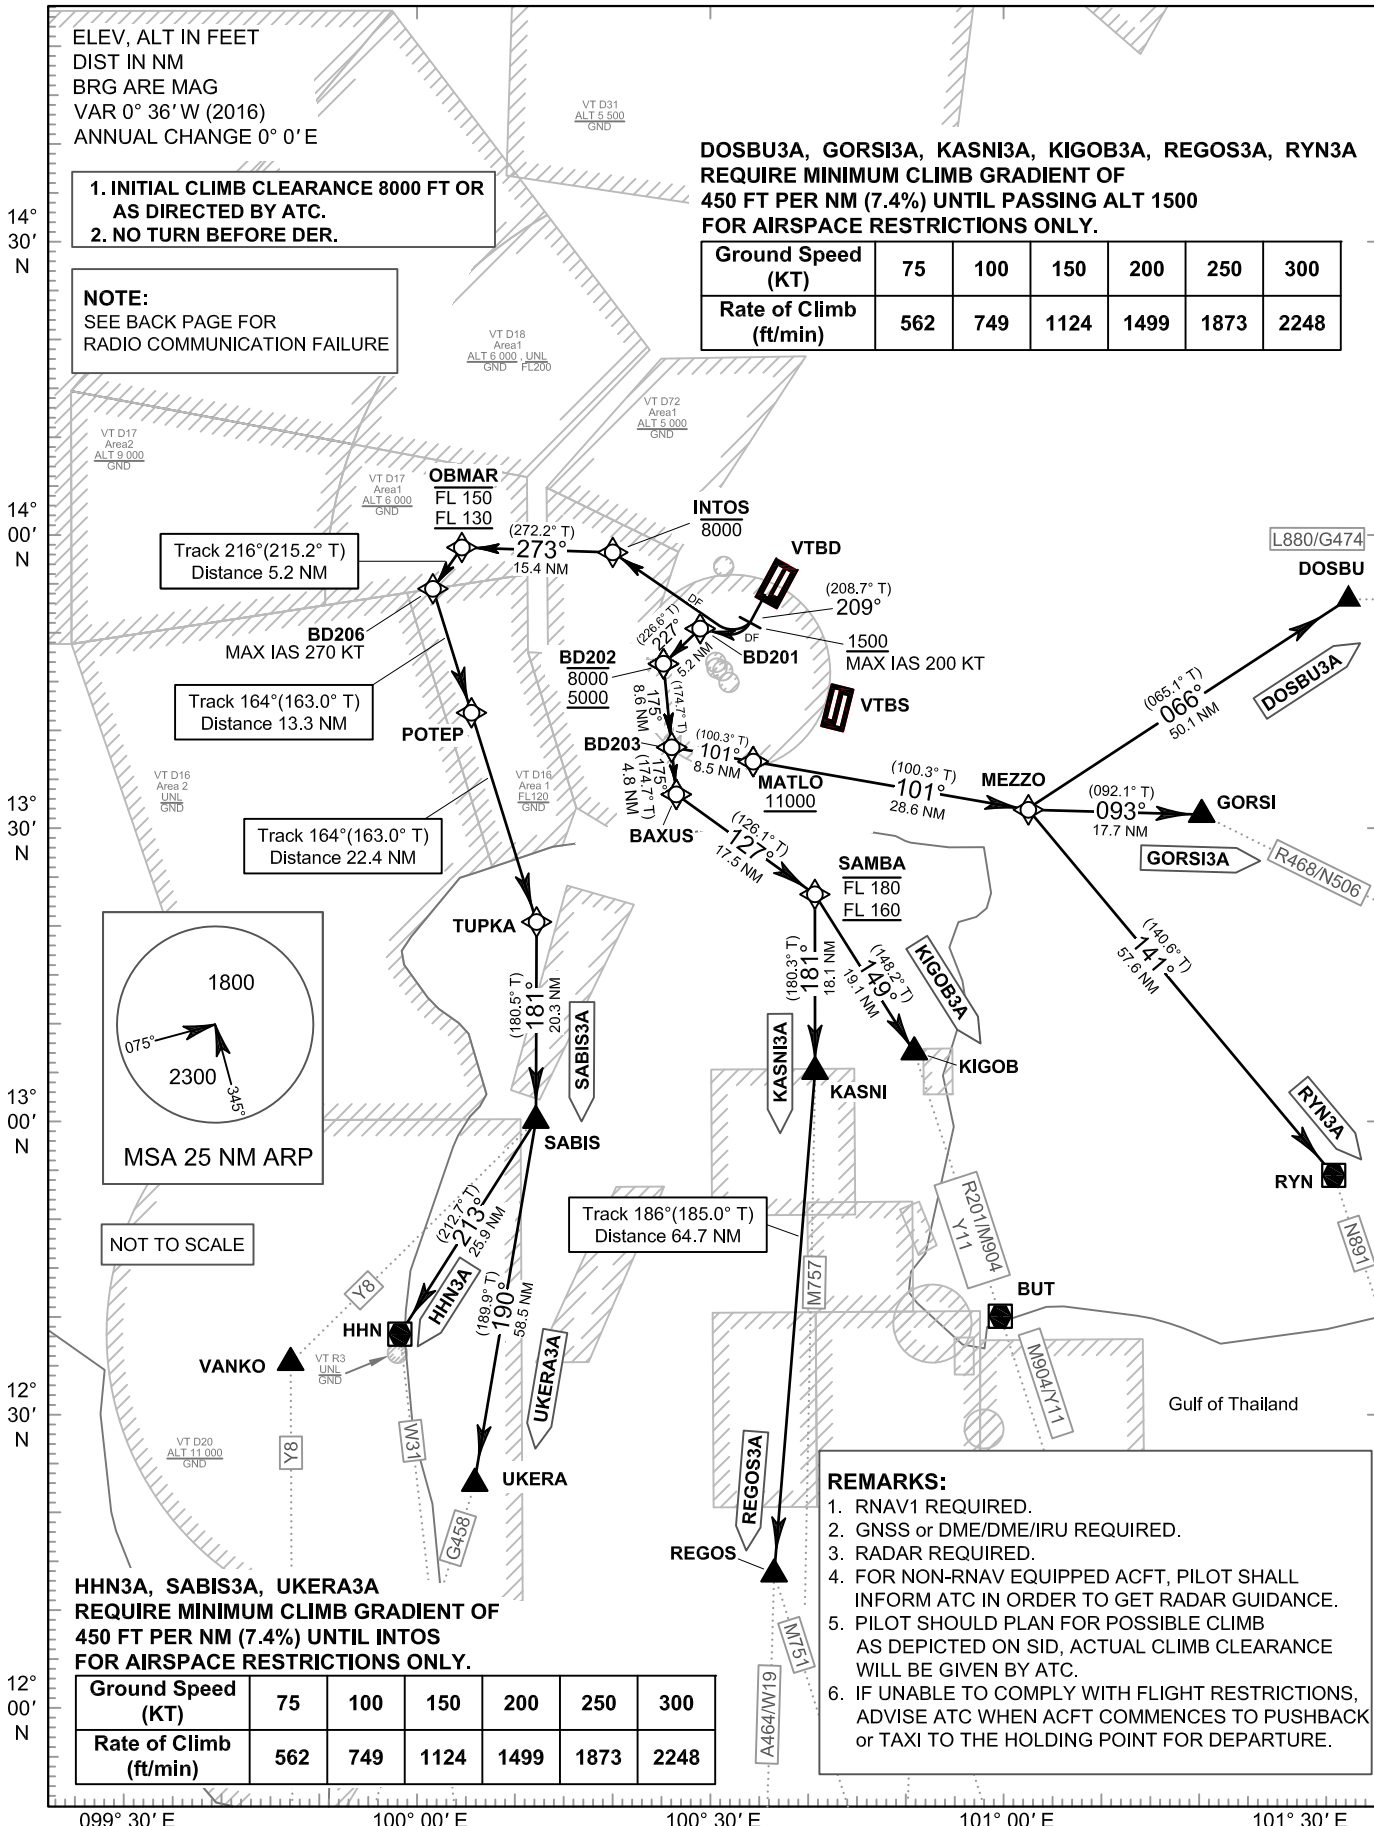 ELEV, ALT IN FEET
DIST IN NM
BRG ARE MAG
VAR 0° 36′ W (2016)
ANNUAL CHANGE 0° 0′ E
1. INITIAL CLIMB CLEARANCE 8000 FT OR
AS DIRECTED BY ATC.
2. NO TURN BEFORE DER.
NOTE:
SEE BACK PAGE FOR
RADIO COMMUNICATION FAILURE
VT D31
ALT 5 500
GND
DOSBU3A, GORSI3A, KASNI3A, KIGOB3A, REGOS3A, RYN3A
REQUIRE MINIMUM CLIMB GRADIENT OF
450 FT PER NM (7.4%) UNTIL PASSING ALT 1500
FOR AIRSPACE RESTRICTIONS ONLY.
Ground Speed (KT) 75 100 150 200 250 300
Rate of Climb (ft/min) 562 749 1124 1499 1873 2248
14° 30′ N
VT D18
Area1
ALT 6 000 , UNL
GND FL200
VT D72
Area1
ALT 5 000
GND
VT D17
Area2
ALT 9 000
GND
VT D17
Area1
ALT 6 000
GND
OBMAR
FL 150
FL 130
INTOS
8000
14° 00′ N
(272.2° T)
273°
15.4 NM
VTBD
L880/G474
DOSBU
Track 216°(215.2° T)
Distance 5.2 NM
(208.7° T)
209°
DF
DF
(226.6° T)
227°
5.2 NM
BD206
MAX IAS 270 KT
BD202
8000
5000
BD201
1500
MAX IAS 200 KT
DOSBU3A
(065.1° T)
066°
50.1 NM
Track 164°(163.0° T)
Distance 13.3 NM
(174.7° T)
175°
8.6 NM
VTBS
POTEP
BD203
(100.3° T)
101°
8.5 NM
MATLO
11000
(100.3° T)
101°
28.6 NM
MEZZO
(092.1° T)
093°
17.7 NM
GORSI
GORSI3A
R468/N506
VT D16
Area 2
UNL
GND
VT D16
Area 1
FL120
GND
175°
(174.7° T)
4.8 NM
13° 30′ N
Track 164°(163.0° T)
Distance 22.4 NM
BAXUS
(126.1° T)
127°
17.5 NM
SAMBA
FL 180
FL 160
TUPKA
1800
075°
2300
345°
MSA 25 NM ARP
(180.5° T)
181°
20.3 NM
SABIS3A
(180.3° T)
181°
18.1 NM
(148.2° T)
149°
19.1 NM
KIGOB3A
(140.6° T)
141°
57.6 NM
KASNI3A
KASNI
KIGOB
RYN3A
13° 00′ N
SABIS
RYN
NOT TO SCALE
(212.7° T)
213°
25.9 NM
Track 186°(185.0° T)
Distance 64.7 NM
R201/M904
Y11
N891
Y8
HHN3A
(189.9° T)
190°
58.5 NM
M757
BUT
HHN
VANKO
VT R3
UNL
GND
UKERA3A
M904/Y11
12° 30′ N
Gulf of Thailand
VT D20
ALT 11 000
GND
Y8
W31
UKERA
G458
REGOS3A
REGOS
M751
A464/W19
REMARKS:
1. RNAV1 REQUIRED.
2. GNSS or DME/DME/IRU REQUIRED.
3. RADAR REQUIRED.
4. FOR NON-RNAV EQUIPPED ACFT, PILOT SHALL
INFORM ATC IN ORDER TO GET RADAR GUIDANCE.
5. PILOT SHOULD PLAN FOR POSSIBLE CLIMB
AS DEPICTED ON SID, ACTUAL CLIMB CLEARANCE
WILL BE GIVEN BY ATC.
6. IF UNABLE TO COMPLY WITH FLIGHT RESTRICTIONS,
ADVISE ATC WHEN ACFT COMMENCES TO PUSHBACK
or TAXI TO THE HOLDING POINT FOR DEPARTURE.
HHN3A, SABIS3A, UKERA3A
REQUIRE MINIMUM CLIMB GRADIENT OF
450 FT PER NM (7.4%) UNTIL INTOS
FOR AIRSPACE RESTRICTIONS ONLY.
12° 00′ N
Ground Speed (KT) 75 100 150 200 250 300
Rate of Climb (ft/min) 562 749 1124 1499 1873 2248
099° 30′ E 100° 00′ E 100° 30′ E 101° 00′ E 101° 30′ E